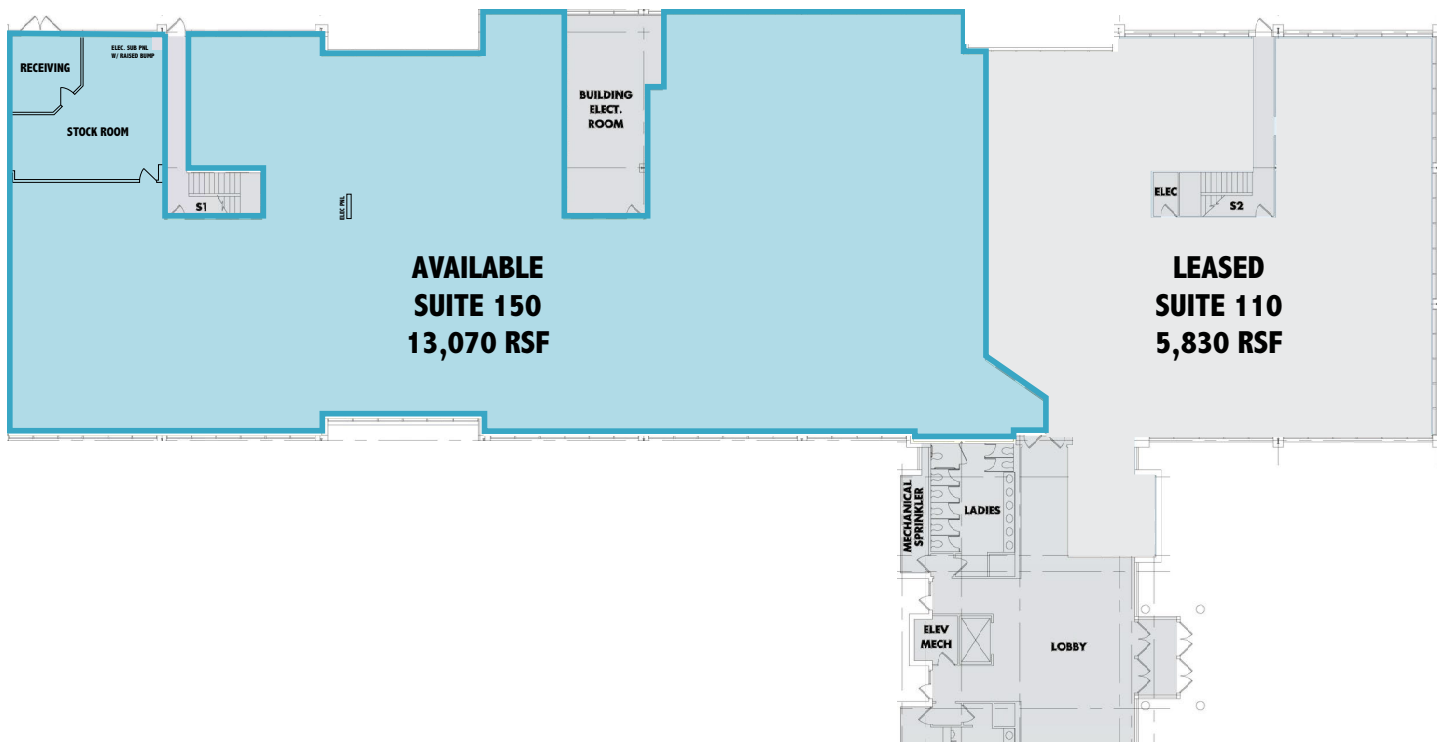 RECEIVING
ELEC. SUB PNL
W/ RAISED BUMP
STOCK ROOM
BUILDING
ELECT.
ROOM
S1
ELEC PNL
ELEC
S2
AVAILABLE
SUITE 150
13,070 RSF
LEASED
SUITE 110
5,830 RSF
MECHANICAL
SPRINKLER
LADIES
ELEV
MECH
LOBBY